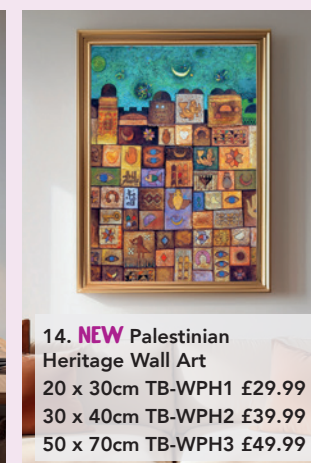 14. NEW Palestinian
Heritage Wall Art
20 x 30cm TB-WPH1 £29.99
30 x 40cm TB-WPH2 £39.99
50 x 70cm TB-WPH3 £49.99